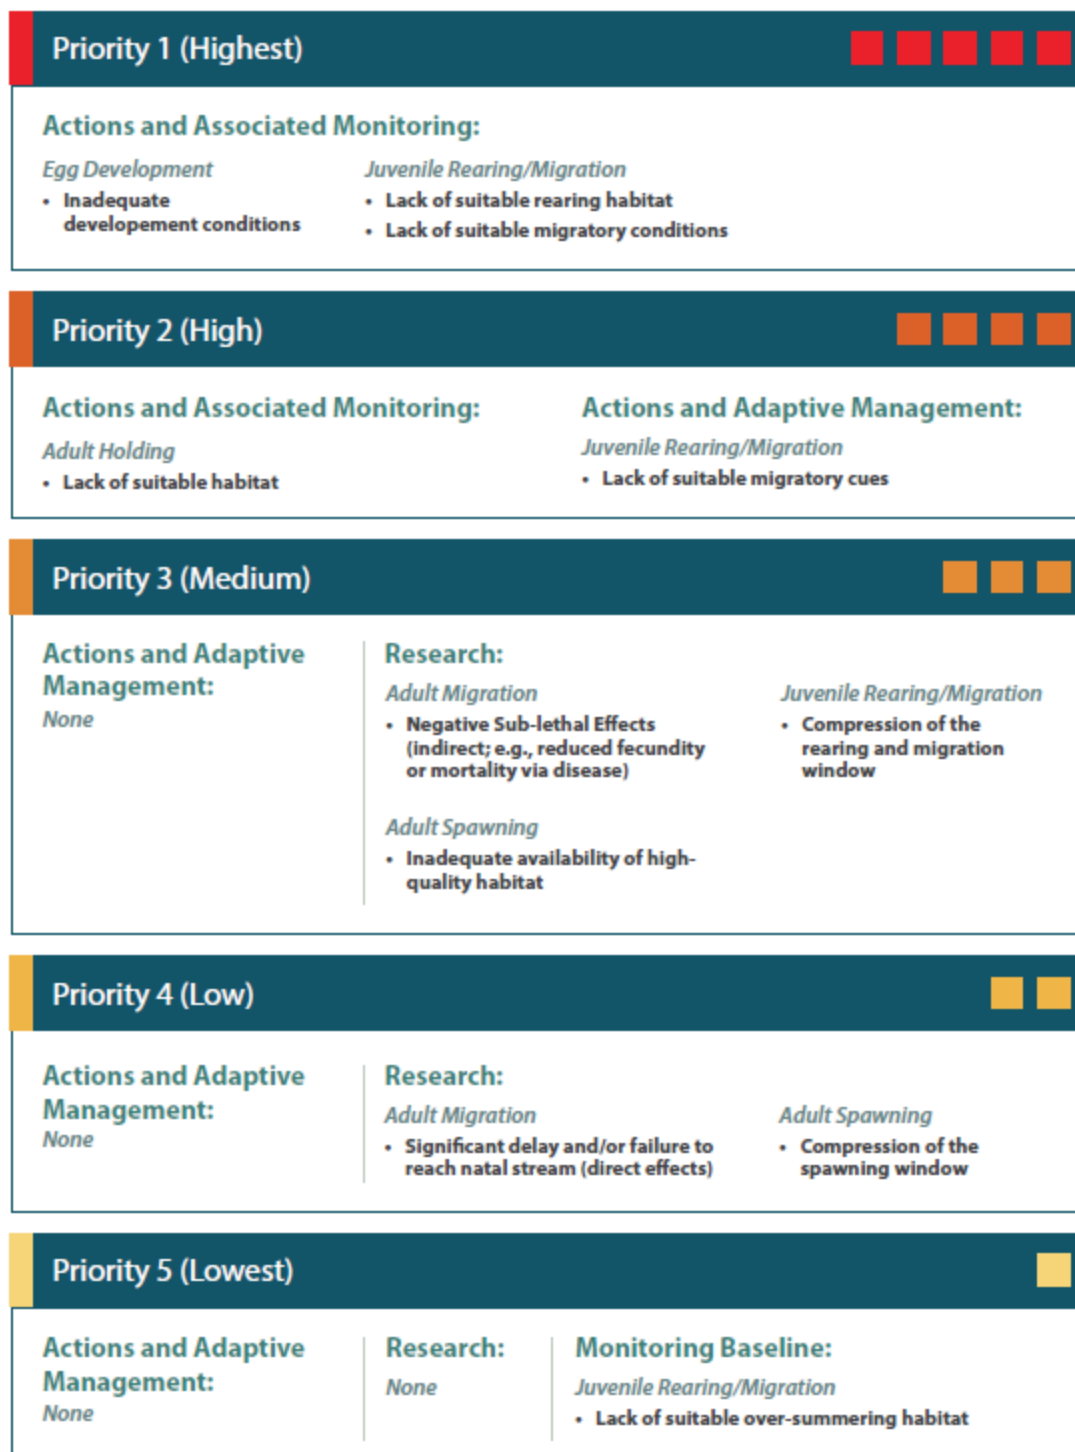 Priority 1 (Highest)
Actions and Associated Monitoring:
Egg Development
• Inadequate
developement conditions
Juvenile Rearing/Migration
• Lack of suitable rearing habitat
• Lack of suitable migratory conditions
Priority 2 (High)
Actions and Associated Monitoring:
Adult Holding
• Lack of suitable habitat
Actions and Adaptive Management:
Juvenile Rearing/Migration
• Lack of suitable migratory cues
Priority 3 (Medium)
Actions and Adaptive
Management:
None
Research:
Adult Migration
• Negative Sub-lethal Effects
(indirect; e.g., reduced fecundity
or mortality via disease)
Juvenile Rearing/Migration
• Compression of the
rearing and migration
window
Adult Spawning
• Inadequate availability of high-
quality habitat
Priority 4 (Low)
Actions and Adaptive
Management:
None
Research:
Adult Migration
• Significant delay and/or failure to
reach natal stream (direct effects)
Adult Spawning
• Compression of the
spawning window
Priority 5 (Lowest)
Actions and Adaptive
Management:
None
Research:
None
Monitoring Baseline:
Juvenile Rearing/Migration
• Lack of suitable over-summering habitat